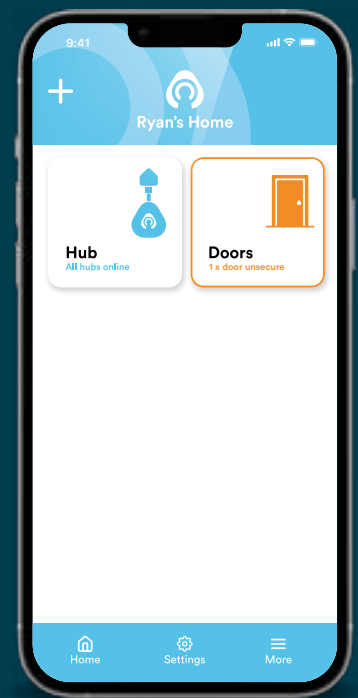 9:41
Ryan's Home
Hub
All hubs online
Doors
1 x door unsecure
Home
Settings
More